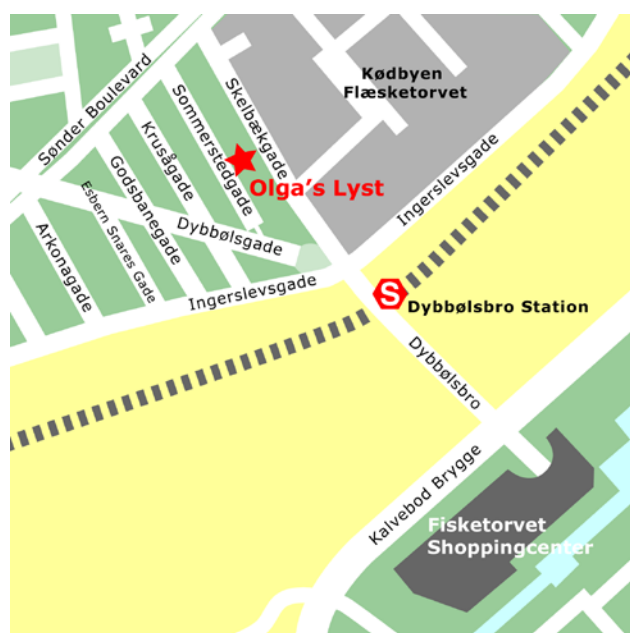 Kødbyen
Flæsketorvet
Sønder Boulevard
Skelbækgade
Sommerstedgade
Krusågade
Godsbanegade
Esbern Snares Gade
Arkonagade
Olga's Lyst
Dybbølsgade
Ingerslevsgade
Ingerslevsgade
S
Dybbølsbro Station
Dybbølsbro
Kalvebod Brygge
Fisketorvet
Shoppingcenter